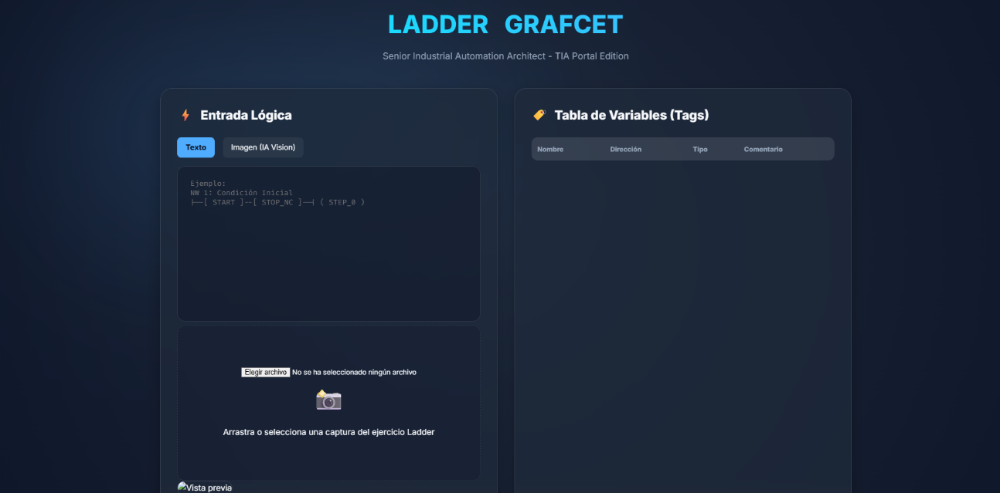 LADDER GRAFCET
Senior Industrial Automation Architect - TIA Portal Edition
Entrada Lógica
Texto Imagen (IA Vision)
Ejemplo:
NW 1: Condición Inicial
├──[ START ]--[ STOP_NC ]──┤ ( STEP_0 )
Elegir archivo No se ha seleccionado ningún archivo
Arrastra o selecciona una captura del ejercicio Ladder
Vista previa
Tabla de Variables (Tags)
Nombre Dirección Tipo Comentario